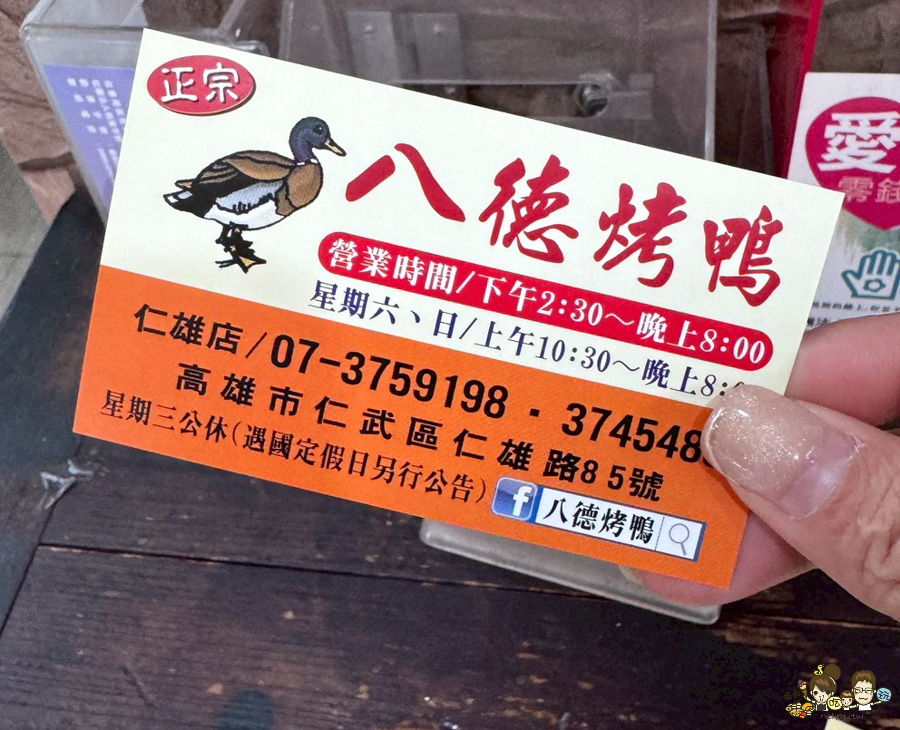 正宗
八德烤鴨
營業時間/下午2:30～晚上8:00
星期六、日/上午10:30～晚上8:
仁雄店/07-3759198．374548
高雄市仁武區仁雄路85號
星期三公休(遇國定假日另行公告)
f 八德烤鴨
愛
零錢